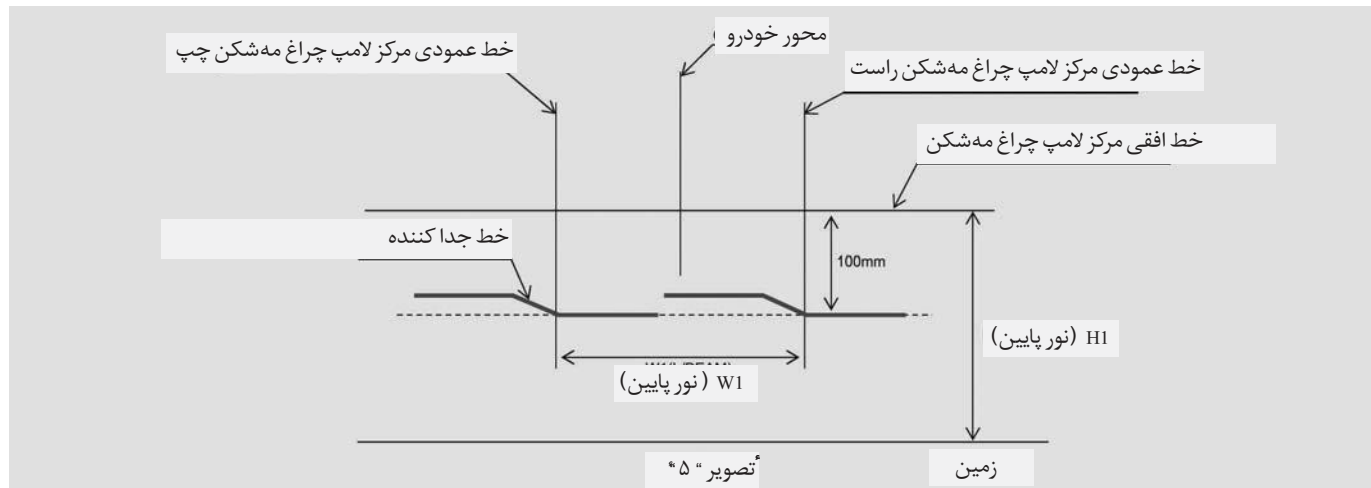 محور خودرو
خط عمودی مرکز لامپ چراغ مه‌شکن چپ
خط عمودی مرکز لامپ چراغ مه‌شکن راست
خط افقی مرکز لامپ چراغ مه‌شکن
خط جدا کننده
100mm
H1 (نور پایین)
W1 (نور پایین)
زمین
تصویر “ ۵ “